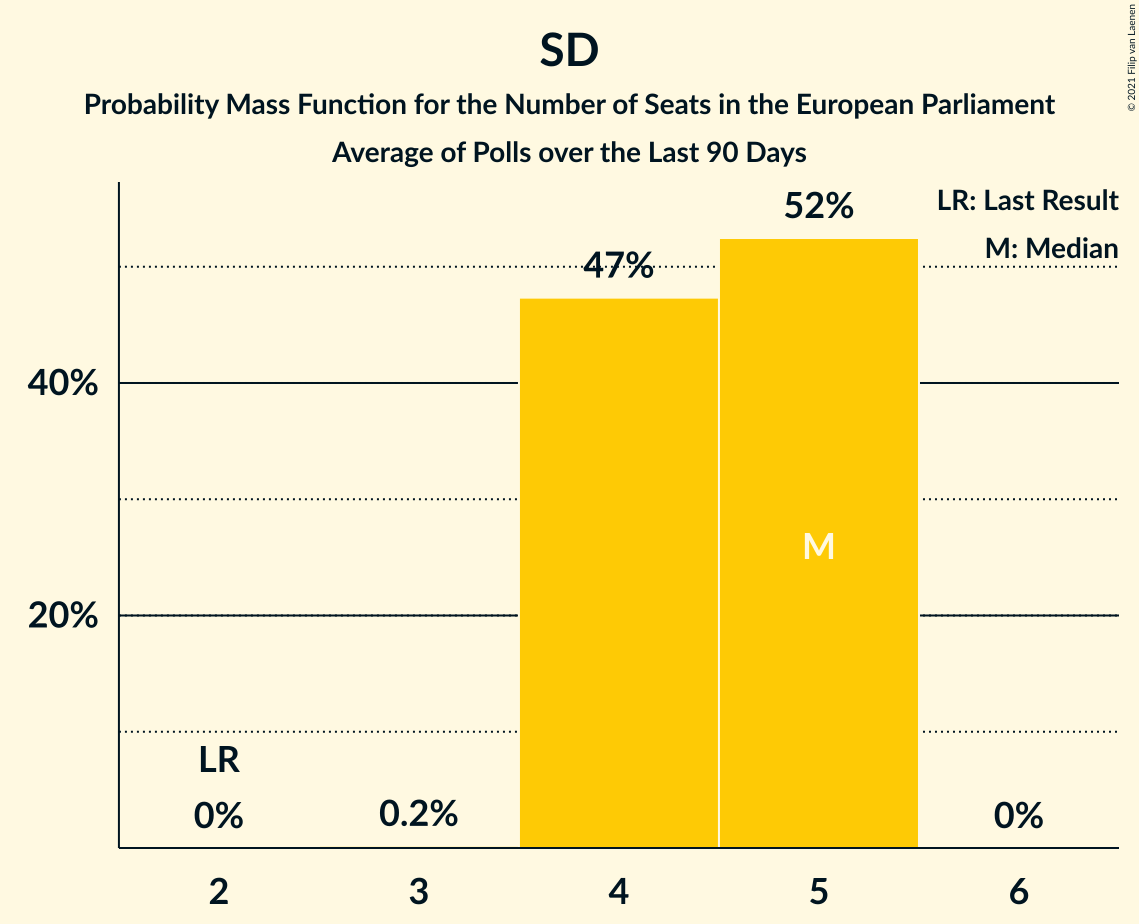 SD
Probability Mass Function for the Number of Seats in the European Parliament
Average of Polls over the Last 90 Days
© 2021 Filip van Laenen
LR: Last Result
M: Median
52%
47%
40%
M
20%
LR
0%
0.2%
0%
2
3
4
5
6